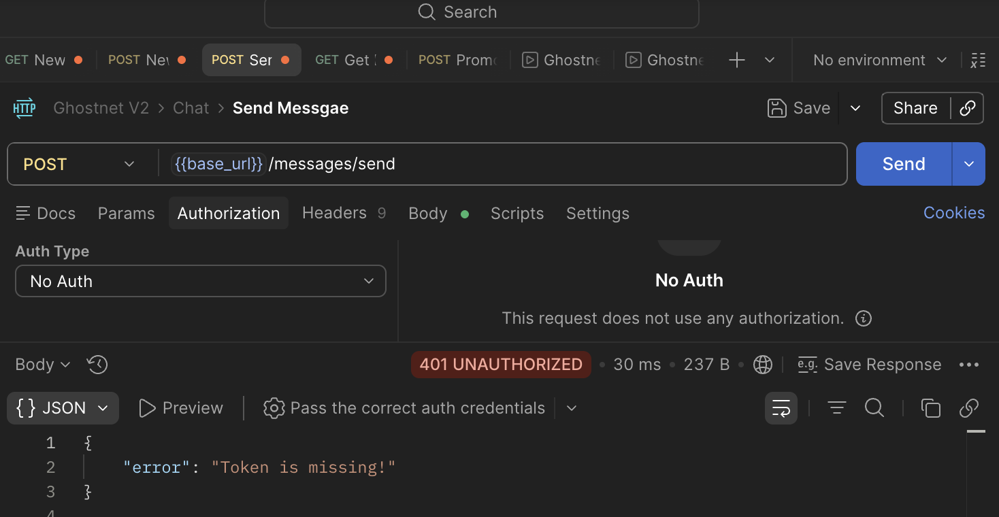 Search
GET New POST Nev POST Ser GET Get POST Promo Ghostne Ghostne No environment
HTTP Ghostnet V2 > Chat > Send Messgae Save Share
POST {{base_url}} /messages/send Send
Docs Params Authorization Headers 9 Body Scripts Settings Cookies
Auth Type
No Auth
No Auth
This request does not use any authorization.
Body 401 UNAUTHORIZED • 30 ms • 237 B • e.g. Save Response
{} JSON Preview Pass the correct auth credentials
1 {
2 "error": "Token is missing!"
3 }
4